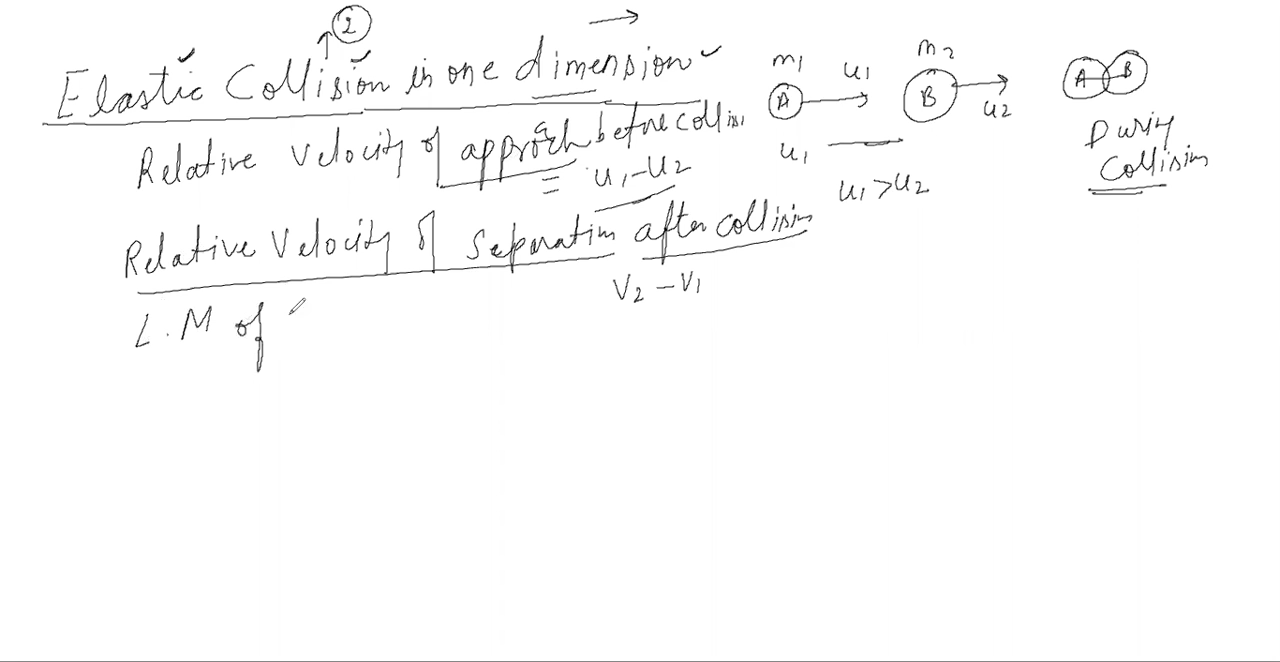 2
Elastic Collision in one dimension
Relative Velocity of approach before collisi
= u1-u2
Relative Velocity of Separation after collision
V2 - V1
L.M of
m1
A
u1
m2
B
u2
u1
u1>u2
A B
During
Collision